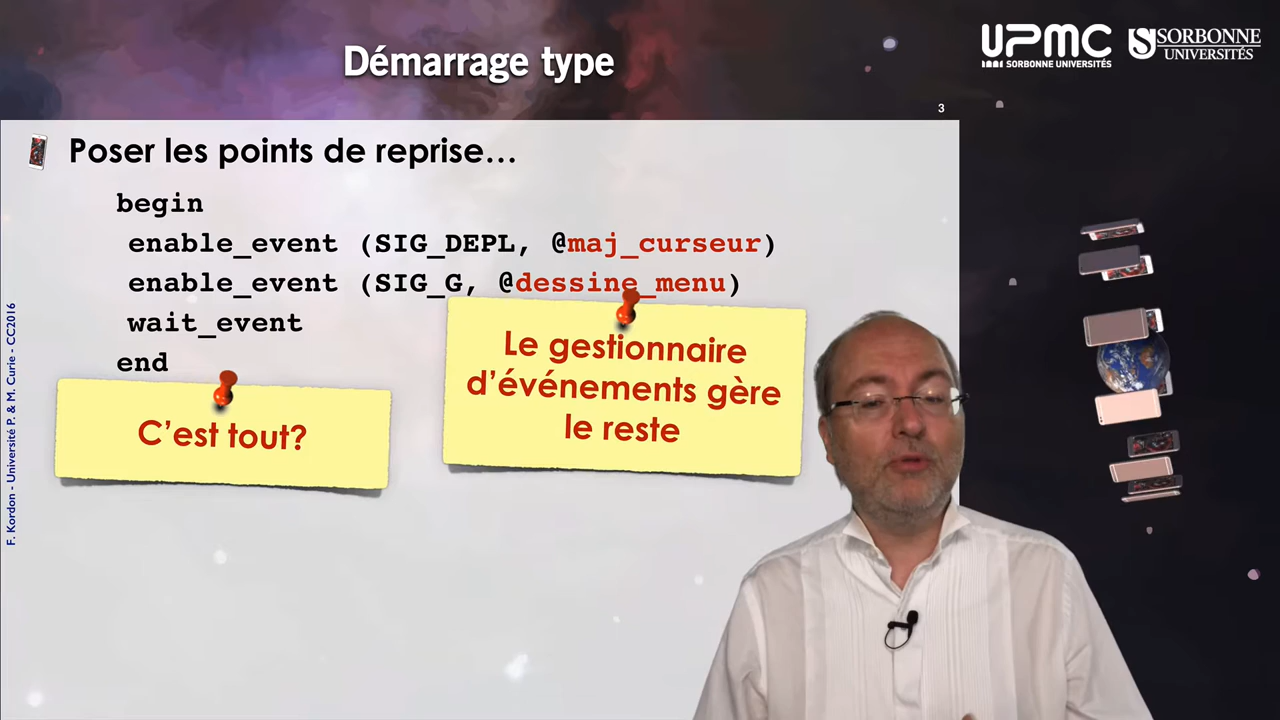 Démarrage type
UPMC
SORBONNE UNIVERSITÉS
SORBONNE
UNIVERSITÉS
3
Poser les points de reprise…
begin
enable_event (SIG_DEPL, @maj_curseur)
enable_event (SIG_G, @dessine_menu)
wait_event
end
Le gestionnaire
d’événements gère
le reste
C’est tout?
F. Kordon - Université P. & M. Curie - CC2016